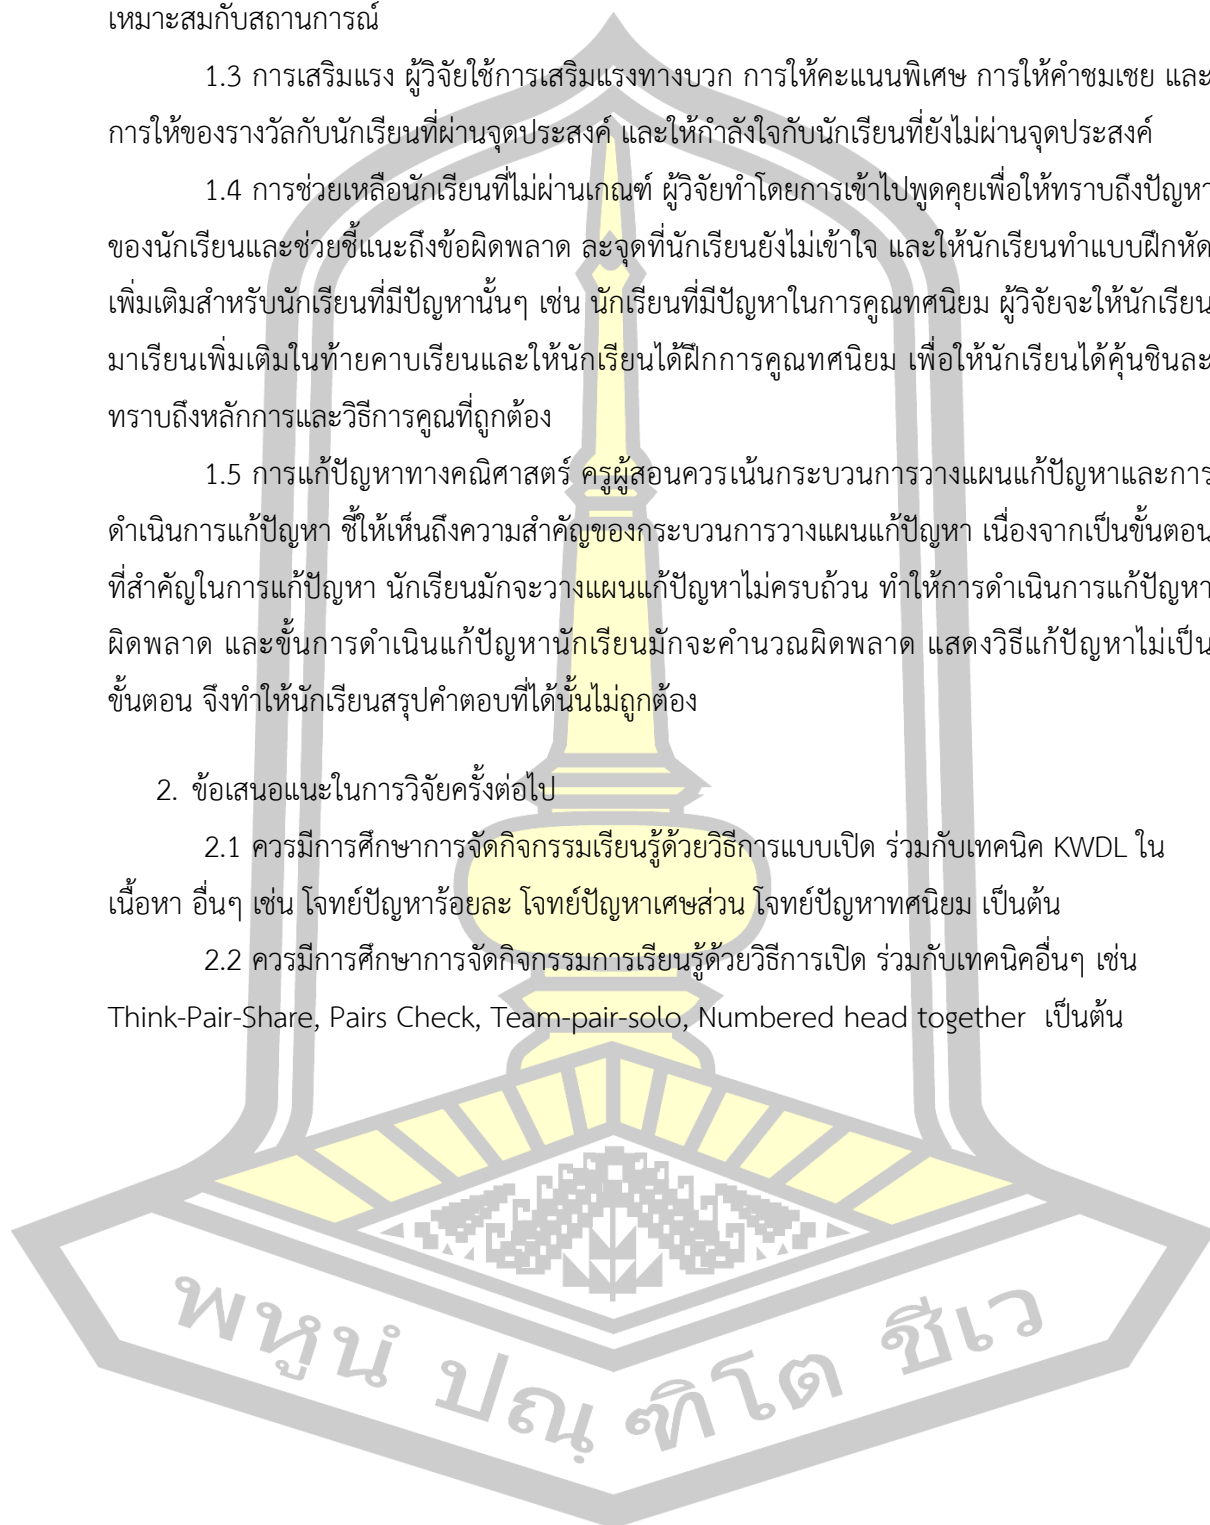 เหมาะสมกับสถานการณ์
1.3 การเสริมแรง ผู้วิจัยใช้การเสริมแรงทางบวก การให้คะแนนพิเศษ การให้คำชมเชย และ
การให้ของรางวัลกับนักเรียนที่ผ่านจุดประสงค์ และให้กำลังใจกับนักเรียนที่ยังไม่ผ่านจุดประสงค์
1.4 การช่วยเหลือนักเรียนที่ไม่ผ่านเกณฑ์ ผู้วิจัยทำโดยการเข้าไปพูดคุยเพื่อให้ทราบถึงปัญหา
ของนักเรียนและช่วยชี้แนะถึงข้อผิดพลาด ละจุดที่นักเรียนยังไม่เข้าใจ และให้นักเรียนทำแบบฝึกหัด
เพิ่มเติมสำหรับนักเรียนที่มีปัญหานั้นๆ เช่น นักเรียนที่มีปัญหาในการคูณทศนิยม ผู้วิจัยจะให้นักเรียน
มาเรียนเพิ่มเติมในท้ายคาบเรียนและให้นักเรียนได้ฝึกการคูณทศนิยม เพื่อให้นักเรียนได้คุ้นชินละ
ทราบถึงหลักการและวิธีการคูณที่ถูกต้อง
1.5 การแก้ปัญหาทางคณิศาสตร์ ครูผู้สอนควรเน้นกระบวนการวางแผนแก้ปัญหาและการ
ดำเนินการแก้ปัญหา ชี้ให้เห็นถึงความสำคัญของกระบวนการวางแผนแก้ปัญหา เนื่องจากเป็นขั้นตอน
ที่สำคัญในการแก้ปัญหา นักเรียนมักจะวางแผนแก้ปัญหาไม่ครบถ้วน ทำให้การดำเนินการแก้ปัญหา
ผิดพลาด และขั้นการดำเนินแก้ปัญหานักเรียนมักจะคำนวณผิดพลาด แสดงวิธีแก้ปัญหาไม่เป็น
ขั้นตอน จึงทำให้นักเรียนสรุปคำตอบที่ได้นั้นไม่ถูกต้อง
2. ข้อเสนอแนะในการวิจัยครั้งต่อไป
2.1 ควรมีการศึกษาการจัดกิจกรรมเรียนรู้ด้วยวิธีการแบบเปิด ร่วมกับเทคนิค KWDL ใน
เนื้อหา อื่นๆ เช่น โจทย์ปัญหาร้อยละ โจทย์ปัญหาเศษส่วน โจทย์ปัญหาทศนิยม เป็นต้น
2.2 ควรมีการศึกษาการจัดกิจกรรมการเรียนรู้ด้วยวิธีการเปิด ร่วมกับเทคนิคอื่นๆ เช่น
Think-Pair-Share, Pairs Check, Team-pair-solo, Numbered head together เป็นต้น
พหูนํ ปณฺ ฑิโต ชีเว